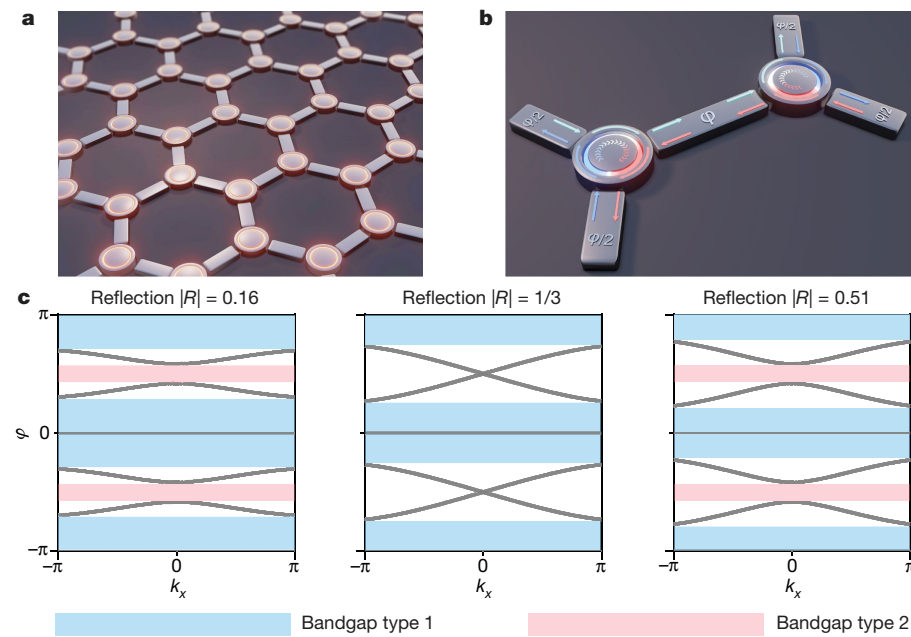 a
b
φ/2
φ/2
φ
φ/2
φ/2
c
Reflection |R| = 0.16
Reflection |R| = 1/3
Reflection |R| = 0.51
π
φ
0
−π
−π
0
π
−π
0
π
−π
0
π
kₓ
kₓ
kₓ
Bandgap type 1
Bandgap type 2